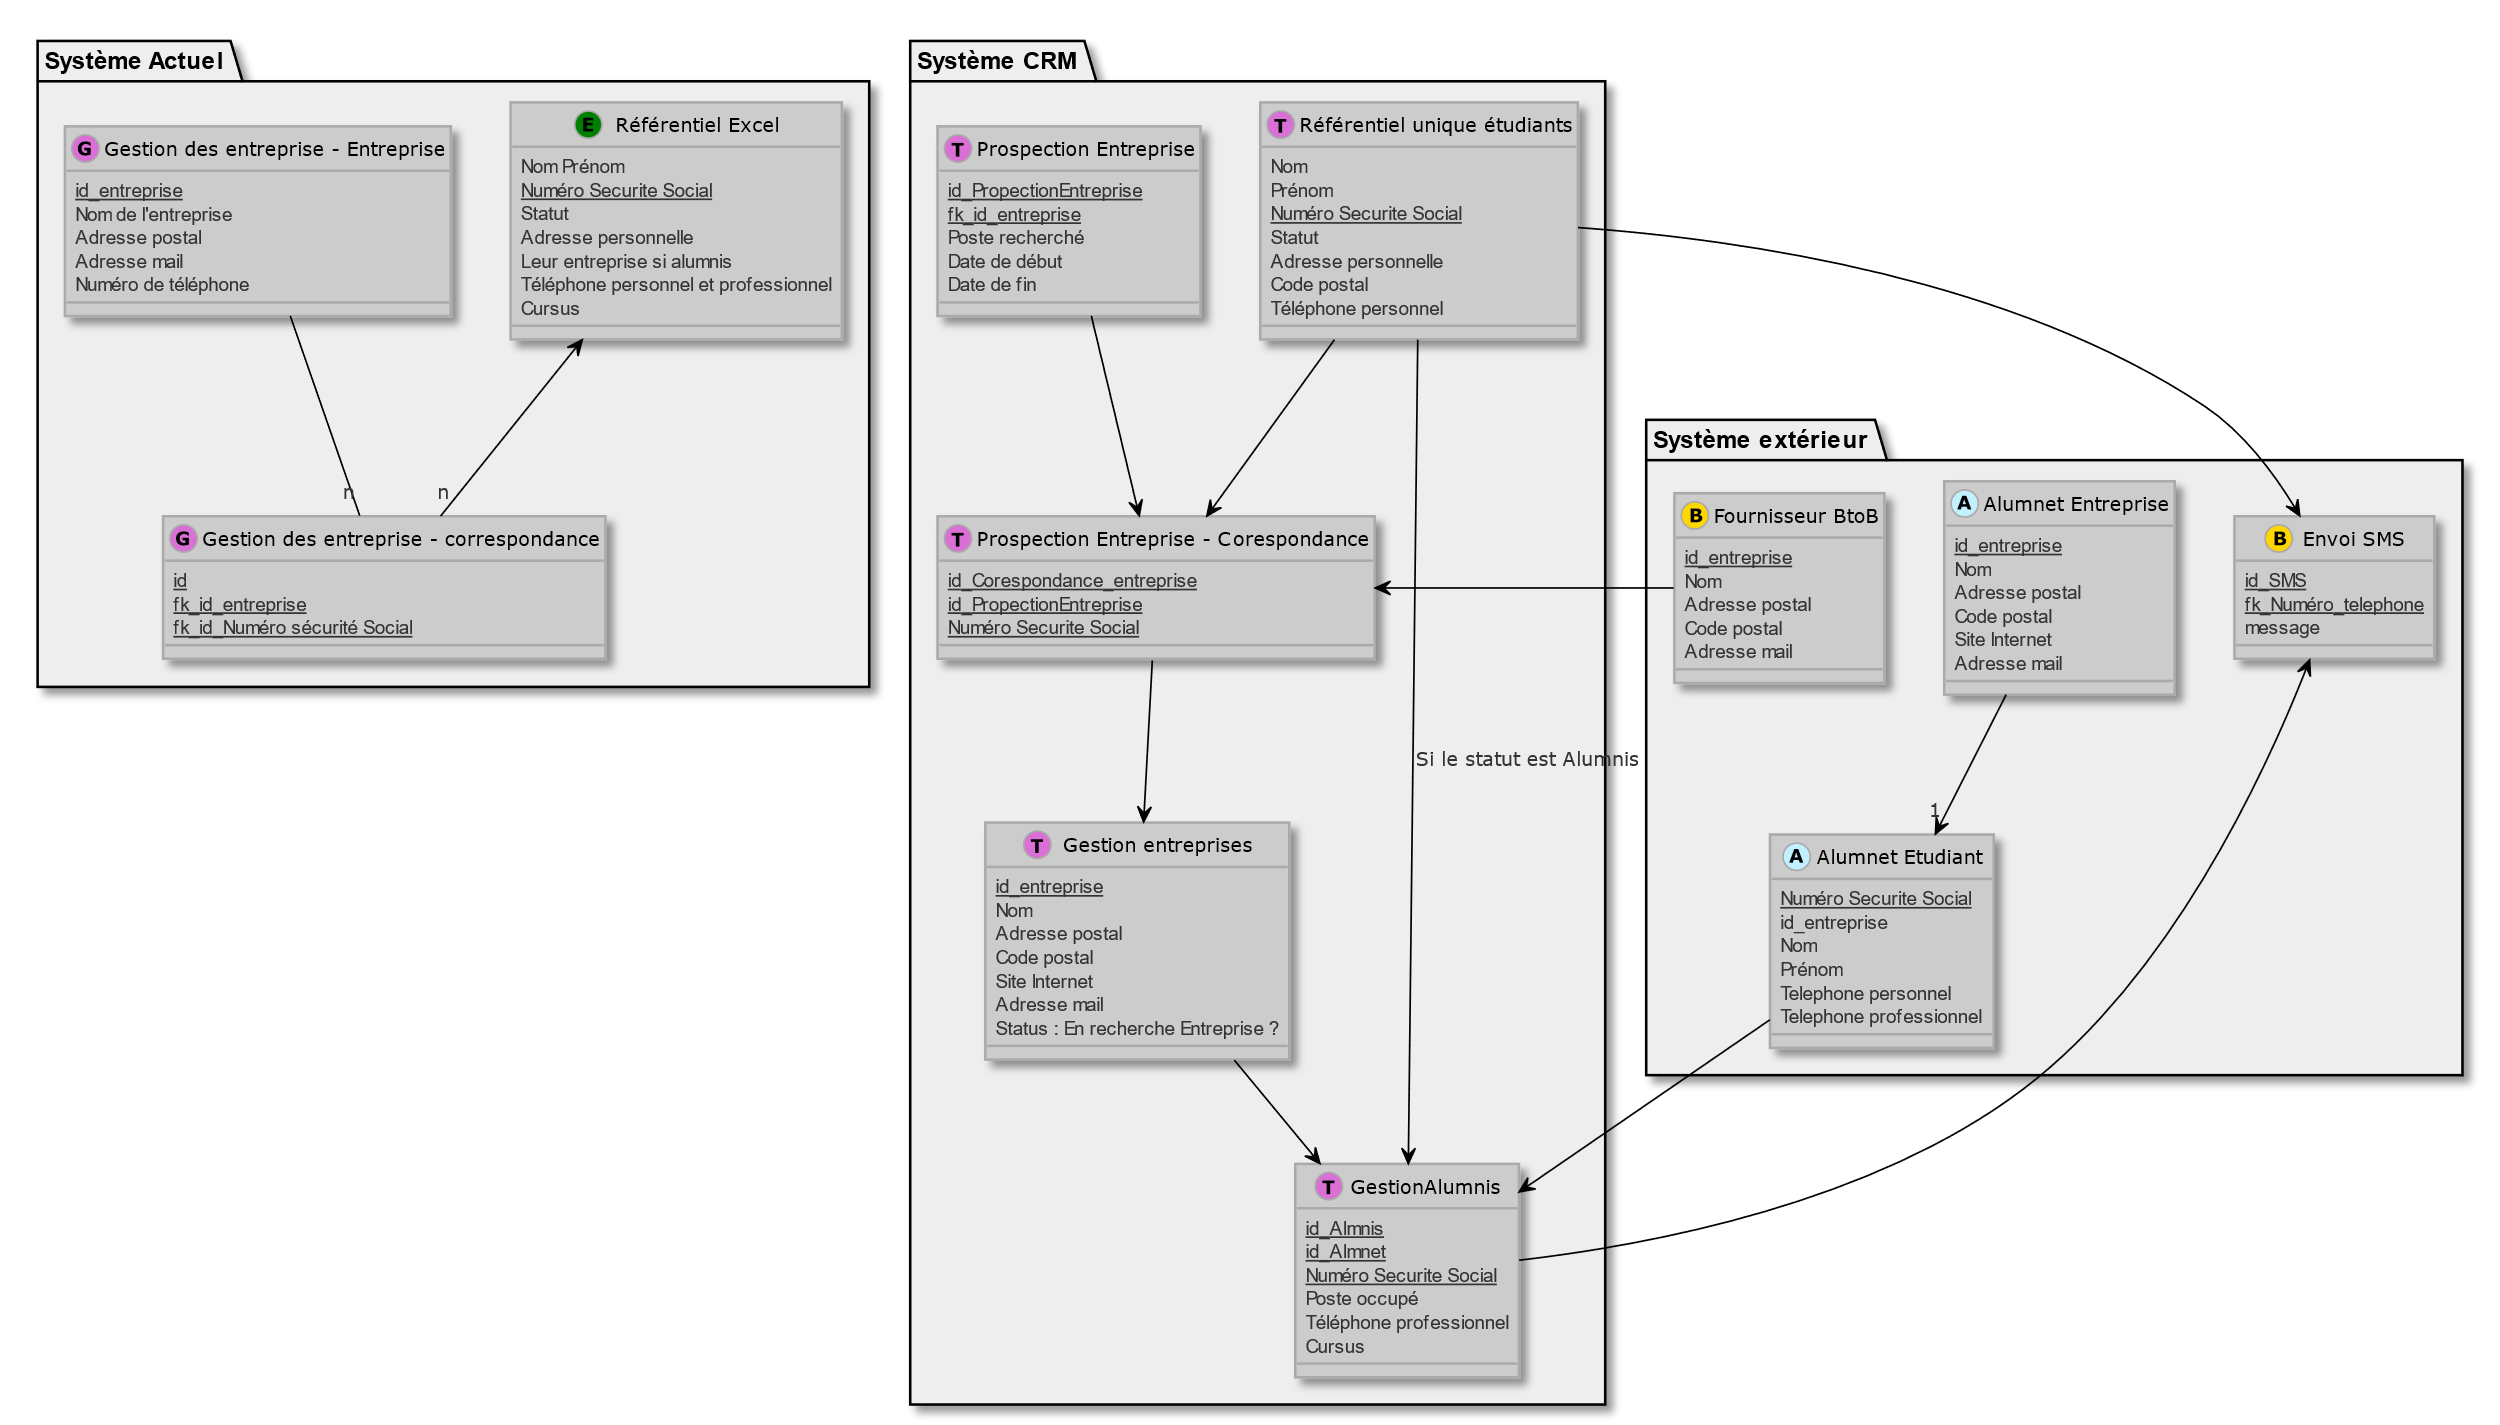 Système Actuel
G Gestion des entreprise - Entreprise
id_entreprise
Nom de l'entreprise
Adresse postal
Adresse mail
Numéro de téléphone
E Référentiel Excel
Nom Prénom
Numéro Securite Social
Statut
Adresse personnelle
Leur entreprise si alumnis
Téléphone personnel et professionnel
Cursus
n
n
G Gestion des entreprise - correspondance
id
fk_id_entreprise
fk_id_Numéro sécurité Social
Système CRM
T Prospection Entreprise
id_PropectionEntreprise
fk_id_entreprise
Poste recherché
Date de début
Date de fin
T Référentiel unique étudiants
Nom
Prénom
Numéro Securite Social
Statut
Adresse personnelle
Code postal
Téléphone personnel
T Prospection Entreprise - Corespondance
id_Corespondance_entreprise
id_PropectionEntreprise
Numéro Securite Social
Si le statut est Alumnis
T Gestion entreprises
id_entreprise
Nom
Adresse postal
Code postal
Site Internet
Adresse mail
Status : En recherche Entreprise ?
T GestionAlumnis
id_Almnis
id_Almnet
Numéro Securite Social
Poste occupé
Téléphone professionnel
Cursus
Système extérieur
B Fournisseur BtoB
id_entreprise
Nom
Adresse postal
Code postal
Adresse mail
A Alumnet Entreprise
id_entreprise
Nom
Adresse postal
Code postal
Site Internet
Adresse mail
B Envoi SMS
id_SMS
fk_Numéro_telephone
message
1
A Alumnet Etudiant
Numéro Securite Social
id_entreprise
Nom
Prénom
Telephone personnel
Telephone professionnel